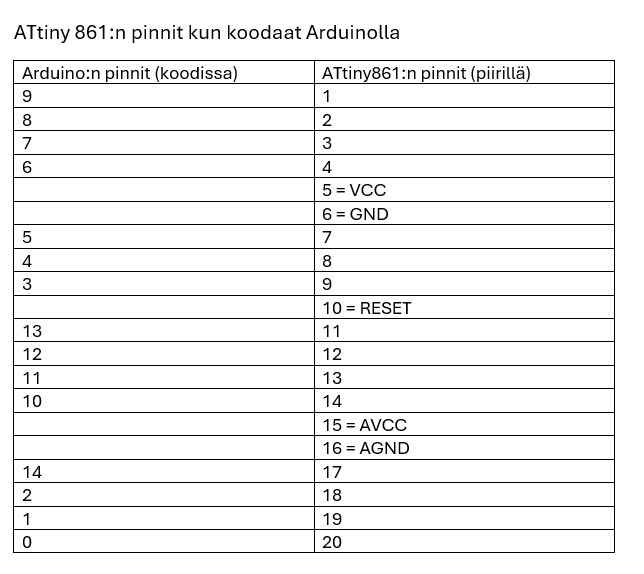 ATtiny 861:n pinnit kun koodaat Arduinolla
Arduino:n pinnit (koodissa) ATtiny861:n pinnit (piirillä)
9 1
8 2
7 3
6 4
5 = VCC
6 = GND
5 7
4 8
3 9
10 = RESET
13 11
12 12
11 13
10 14
15 = AVCC
16 = AGND
14 17
2 18
1 19
0 20